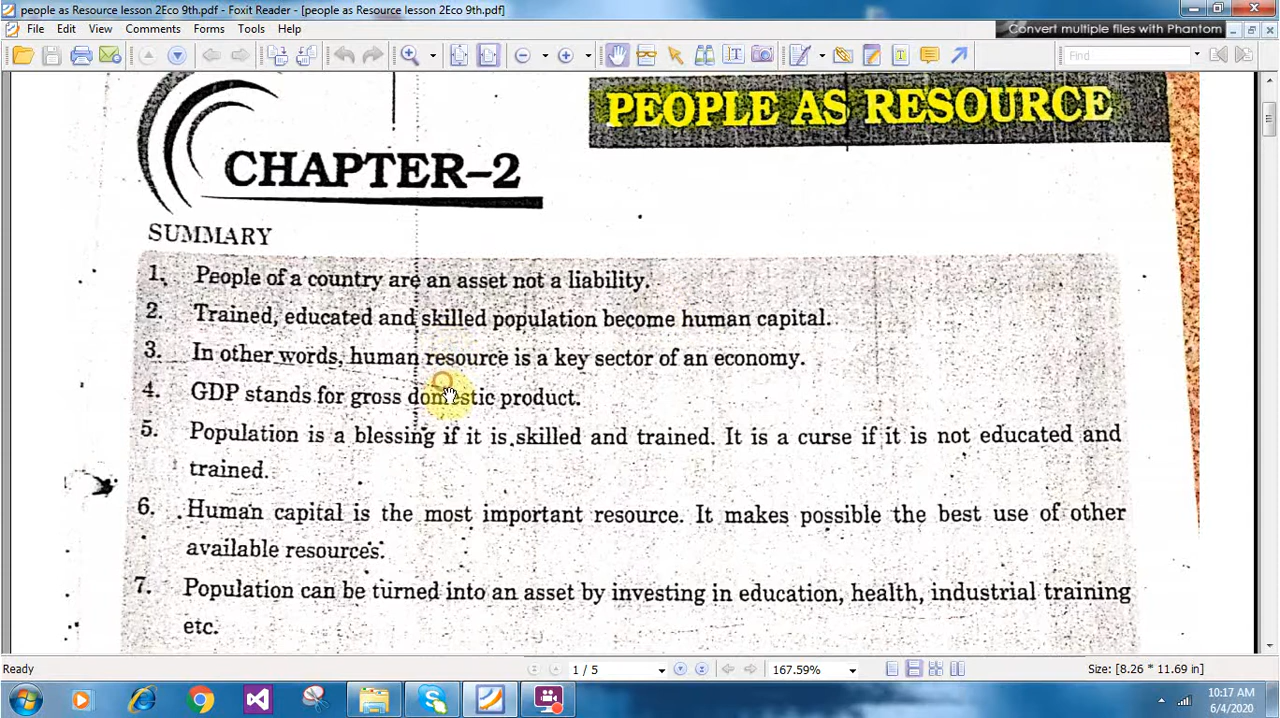 people as Resource lesson 2Eco 9th.pdf - Foxit Reader - [people as Resource lesson 2Eco 9th.pdf]
File Edit View Comments Forms Tools Help
Convert multiple files with Phantom
Find
PEOPLE AS RESOURCE
CHAPTER-2
SUMMARY
1. People of a country are an asset not a liability.
2. Trained, educated and skilled population become human capital.
3. In other words, human resource is a key sector of an economy.
4. GDP stands for gross domestic product.
5. Population is a blessing if it is skilled and trained. It is a curse if it is not educated and
trained.
6. Human capital is the most important resource. It makes possible the best use of other
available resources.
7. Population can be turned into an asset by investing in education, health, industrial training
etc.
Ready
1 / 5
167.59%
Size: [8.26 * 11.69 in]
10:17 AM
6/4/2020